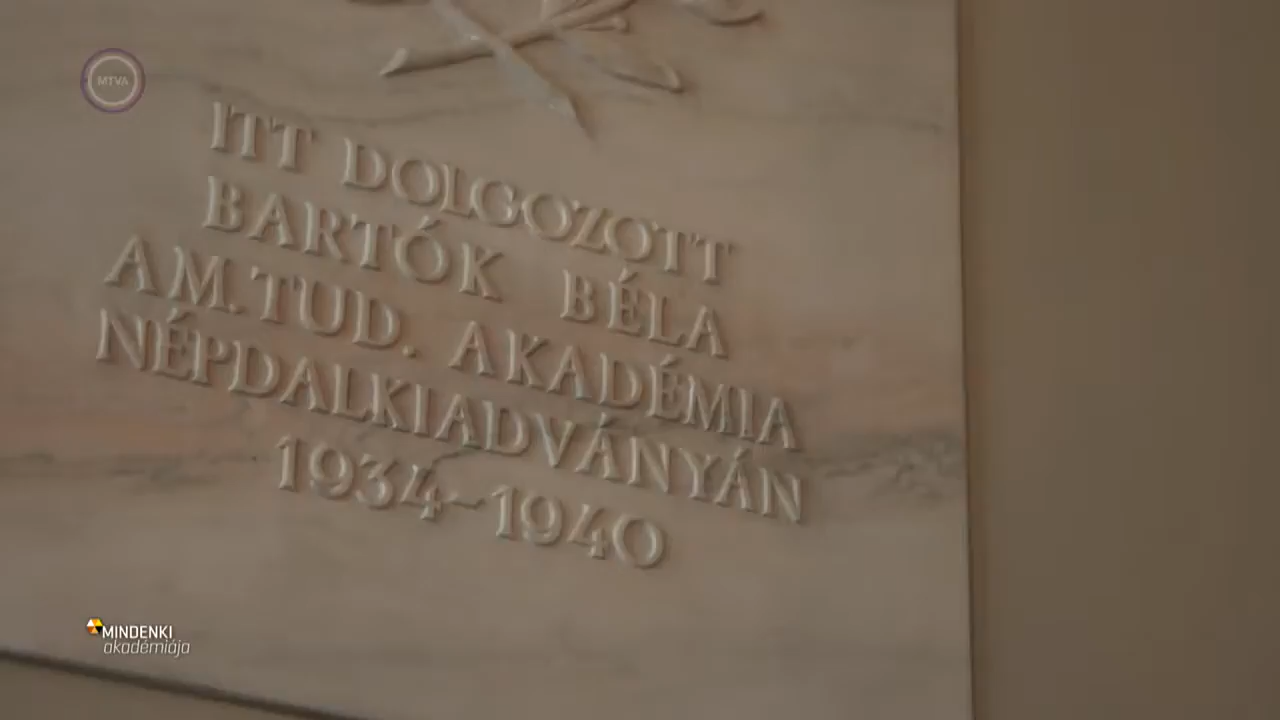 MTVA
ITT DOLGOZOTT
BARTÓK BÉLA
A M. TUD. AKADÉMIA
NÉPDALKIADVÁNYÁN
1934-1940
MINDENKI
akadémiája